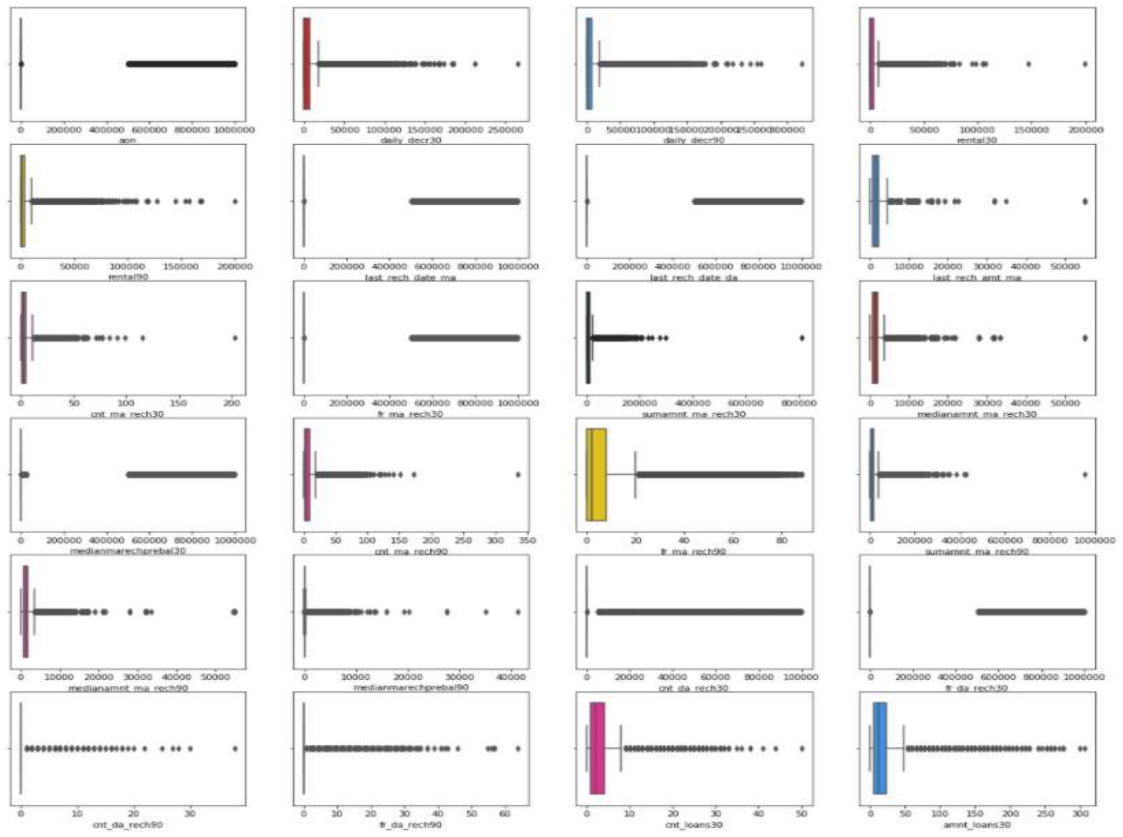 0 200000 400000 600000 800000 1000000
aon
0 50000 100000 150000 200000 250000
daily_decr30
0 50000 100000 150000 200000 250000 300000
daily_decr90
0 50000 100000 150000 200000
rental30
0 50000 100000 150000 200000
rental90
0 200000 400000 600000 800000 1000000
last_rech_date_ma
0 200000 400000 600000 800000 1000000
last_rech_date_da
0 10000 20000 30000 40000 50000
last_rech_amt_ma
0 50 100 150 200
cnt_ma_rech30
0 200000 400000 600000 800000 1000000
fr_ma_rech30
0 200000 400000 600000 800000
sumamnt_ma_rech30
0 10000 20000 30000 40000 50000
medianamnt_ma_rech30
0 200000 400000 600000 800000 1000000
medianmarechprebal30
0 50 100 150 200 250 300 350
cnt_ma_rech90
0 20 40 60 80
fr_ma_rech90
0 200000 400000 600000 800000 1000000
sumamnt_ma_rech90
0 10000 20000 30000 40000 50000
medianamnt_ma_rech90
0 10000 20000 30000 40000
medianmarechprebal90
0 20000 40000 60000 80000 100000
cnt_da_rech30
0 200000 400000 600000 800000 1000000
fr_da_rech30
0 10 20 30
cnt_da_rech90
0 10 20 30 40 50 60
fr_da_rech90
0 10 20 30 40 50
cnt_loans30
0 50 100 150 200 250 300
amnt_loans30